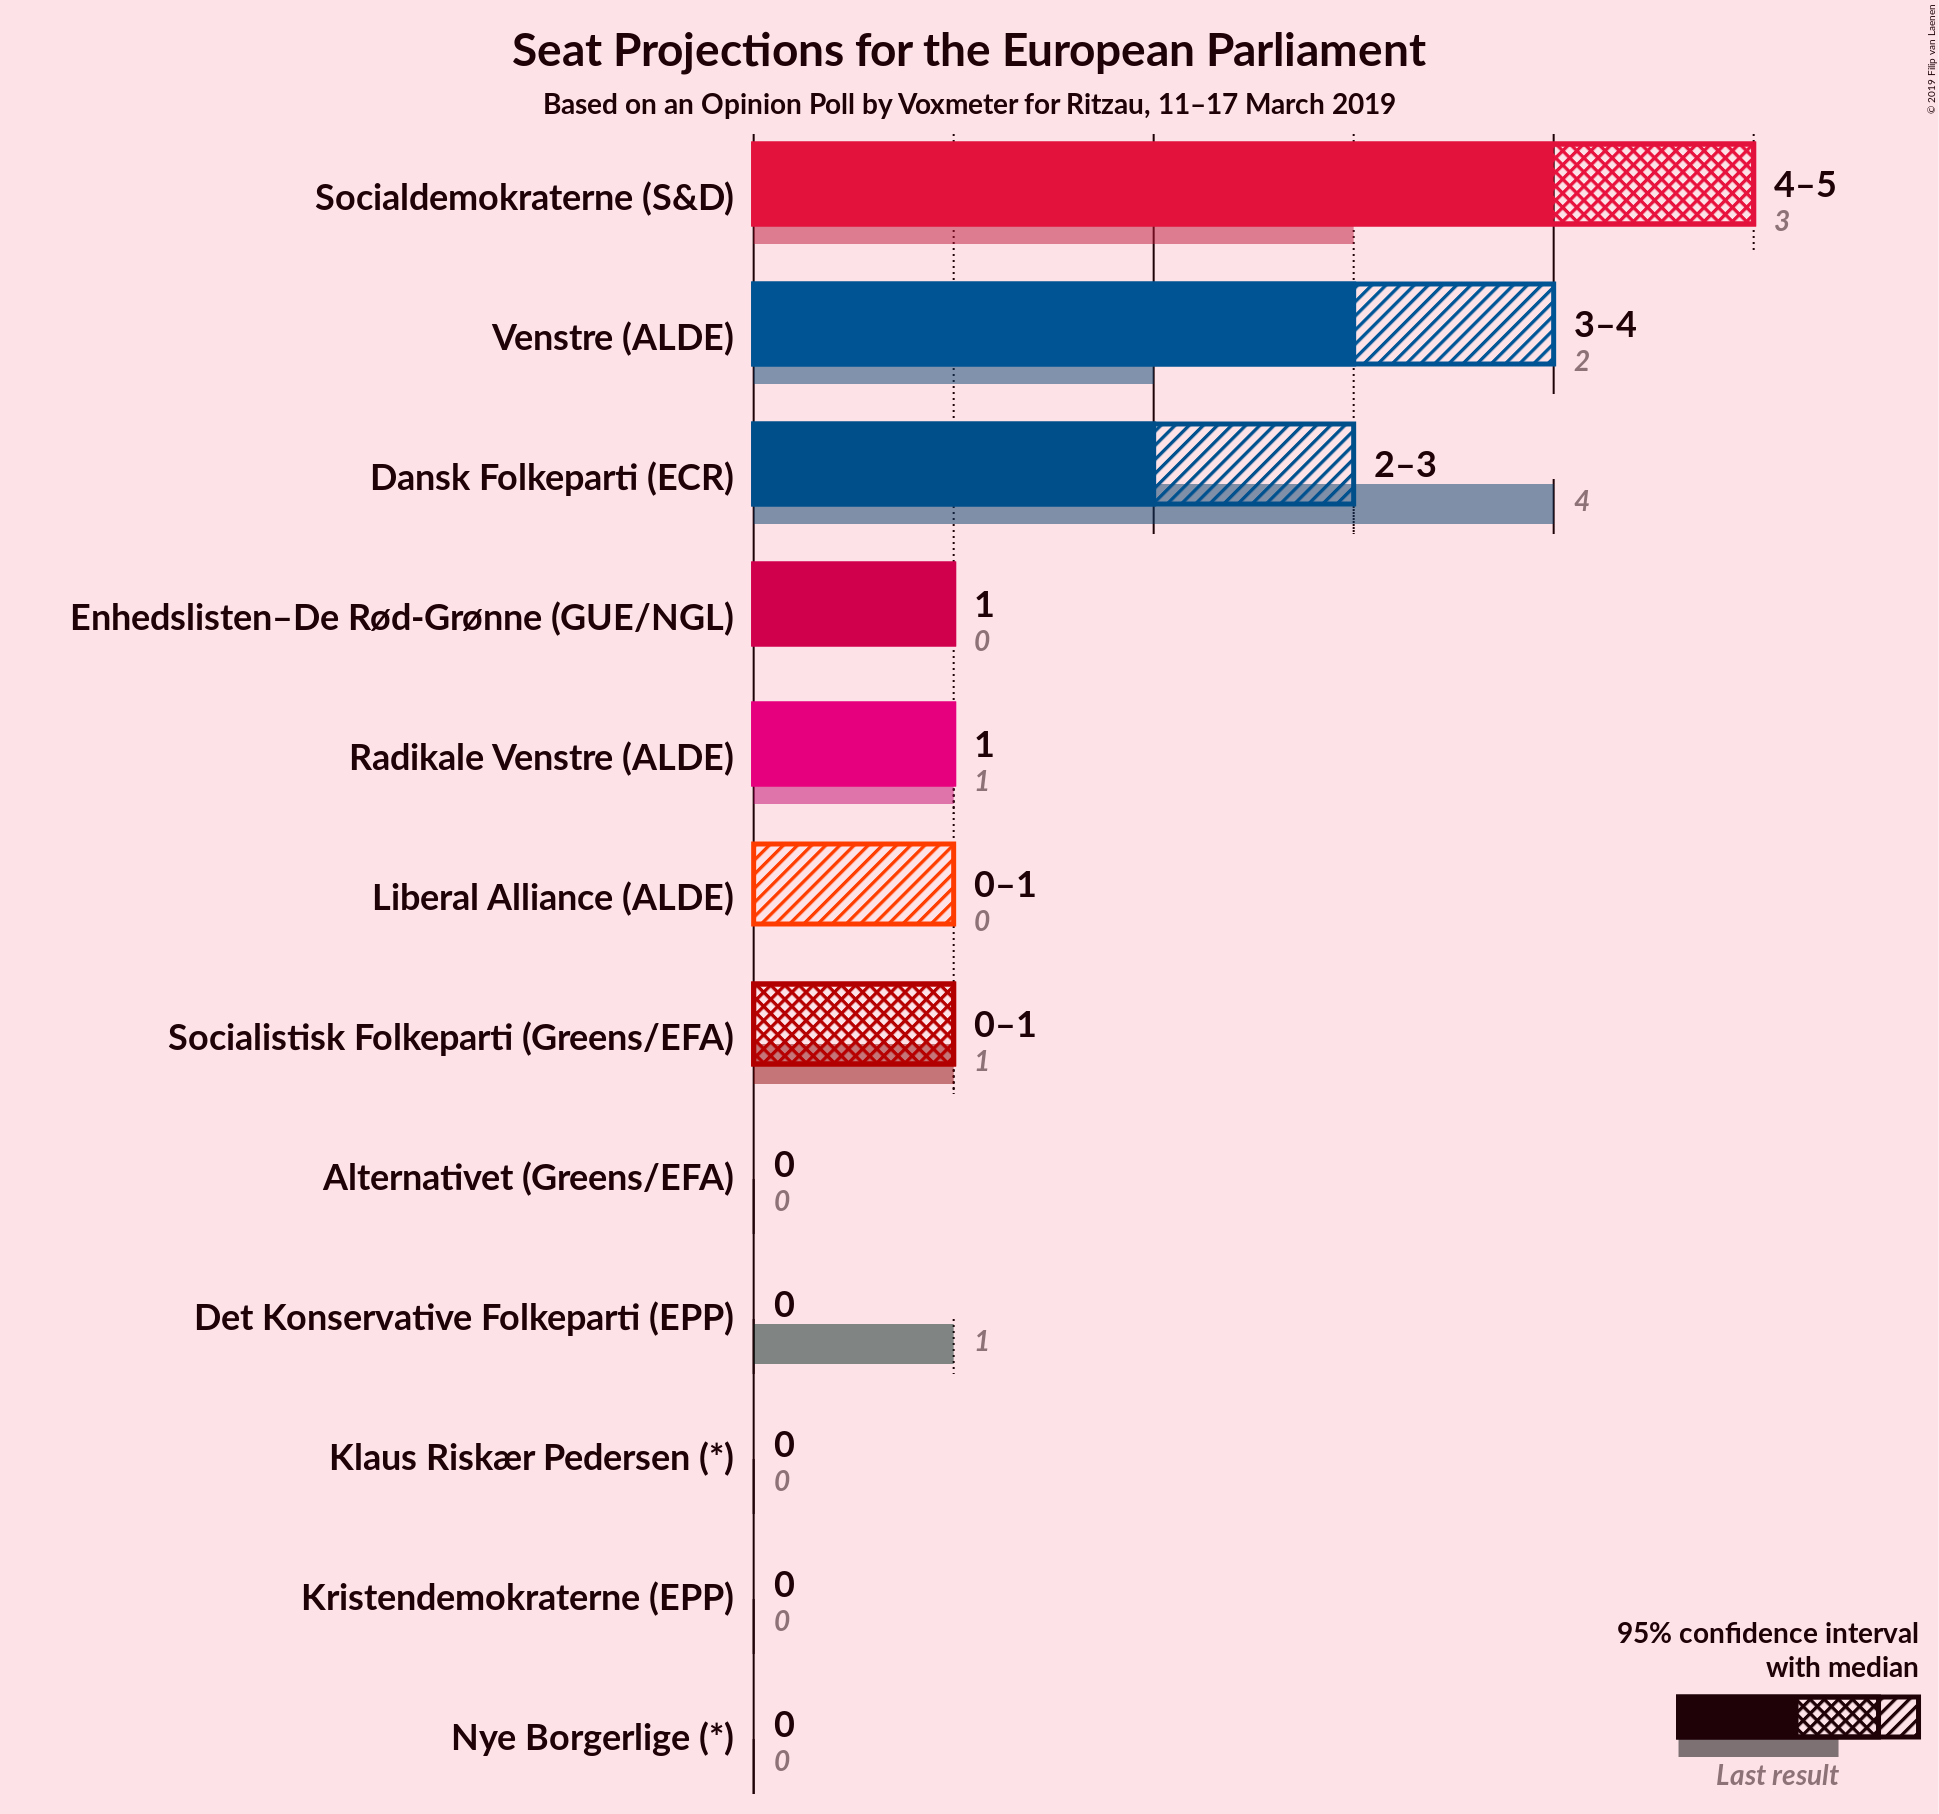 Seat Projections for the European Parliament
Based on an Opinion Poll by Voxmeter for Ritzau, 11–17 March 2019
© 2019 Filip van Laenen
Socialdemokraterne (S&D)
4–5
3
Venstre (ALDE)
3–4
2
Dansk Folkeparti (ECR)
2–3
4
Enhedslisten–De Rød-Grønne (GUE/NGL)
1
0
Radikale Venstre (ALDE)
1
1
Liberal Alliance (ALDE)
0–1
0
Socialistisk Folkeparti (Greens/EFA)
0–1
1
Alternativet (Greens/EFA)
0
0
Det Konservative Folkeparti (EPP)
0
1
Klaus Riskær Pedersen (*)
0
0
Kristendemokraterne (EPP)
0
0
Nye Borgerlige (*)
0
0
95% confidence interval
with median
Last result